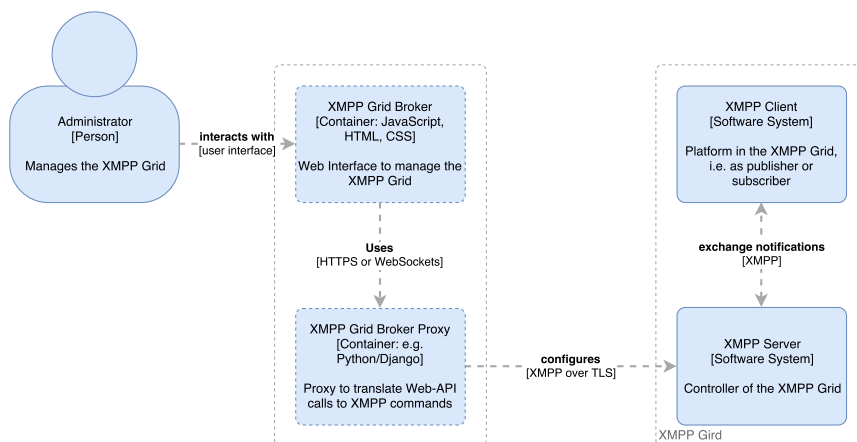 Administrator
[Person]
Manages the XMPP Grid
interacts with
[user interface]
XMPP Grid Broker
[Container: JavaScript,
HTML, CSS]
Web Interface to manage the
XMPP Grid
Uses
[HTTPS or WebSockets]
XMPP Grid Broker Proxy
[Container: e.g.
Python/Django]
Proxy to translate Web-API
calls to XMPP commands
configures
[XMPP over TLS]
XMPP Client
[Software System]
Platform in the XMPP Grid,
i.e. as publisher or
subscriber
exchange notifications
[XMPP]
XMPP Server
[Software System]
Controller of the XMPP Grid
XMPP Gird